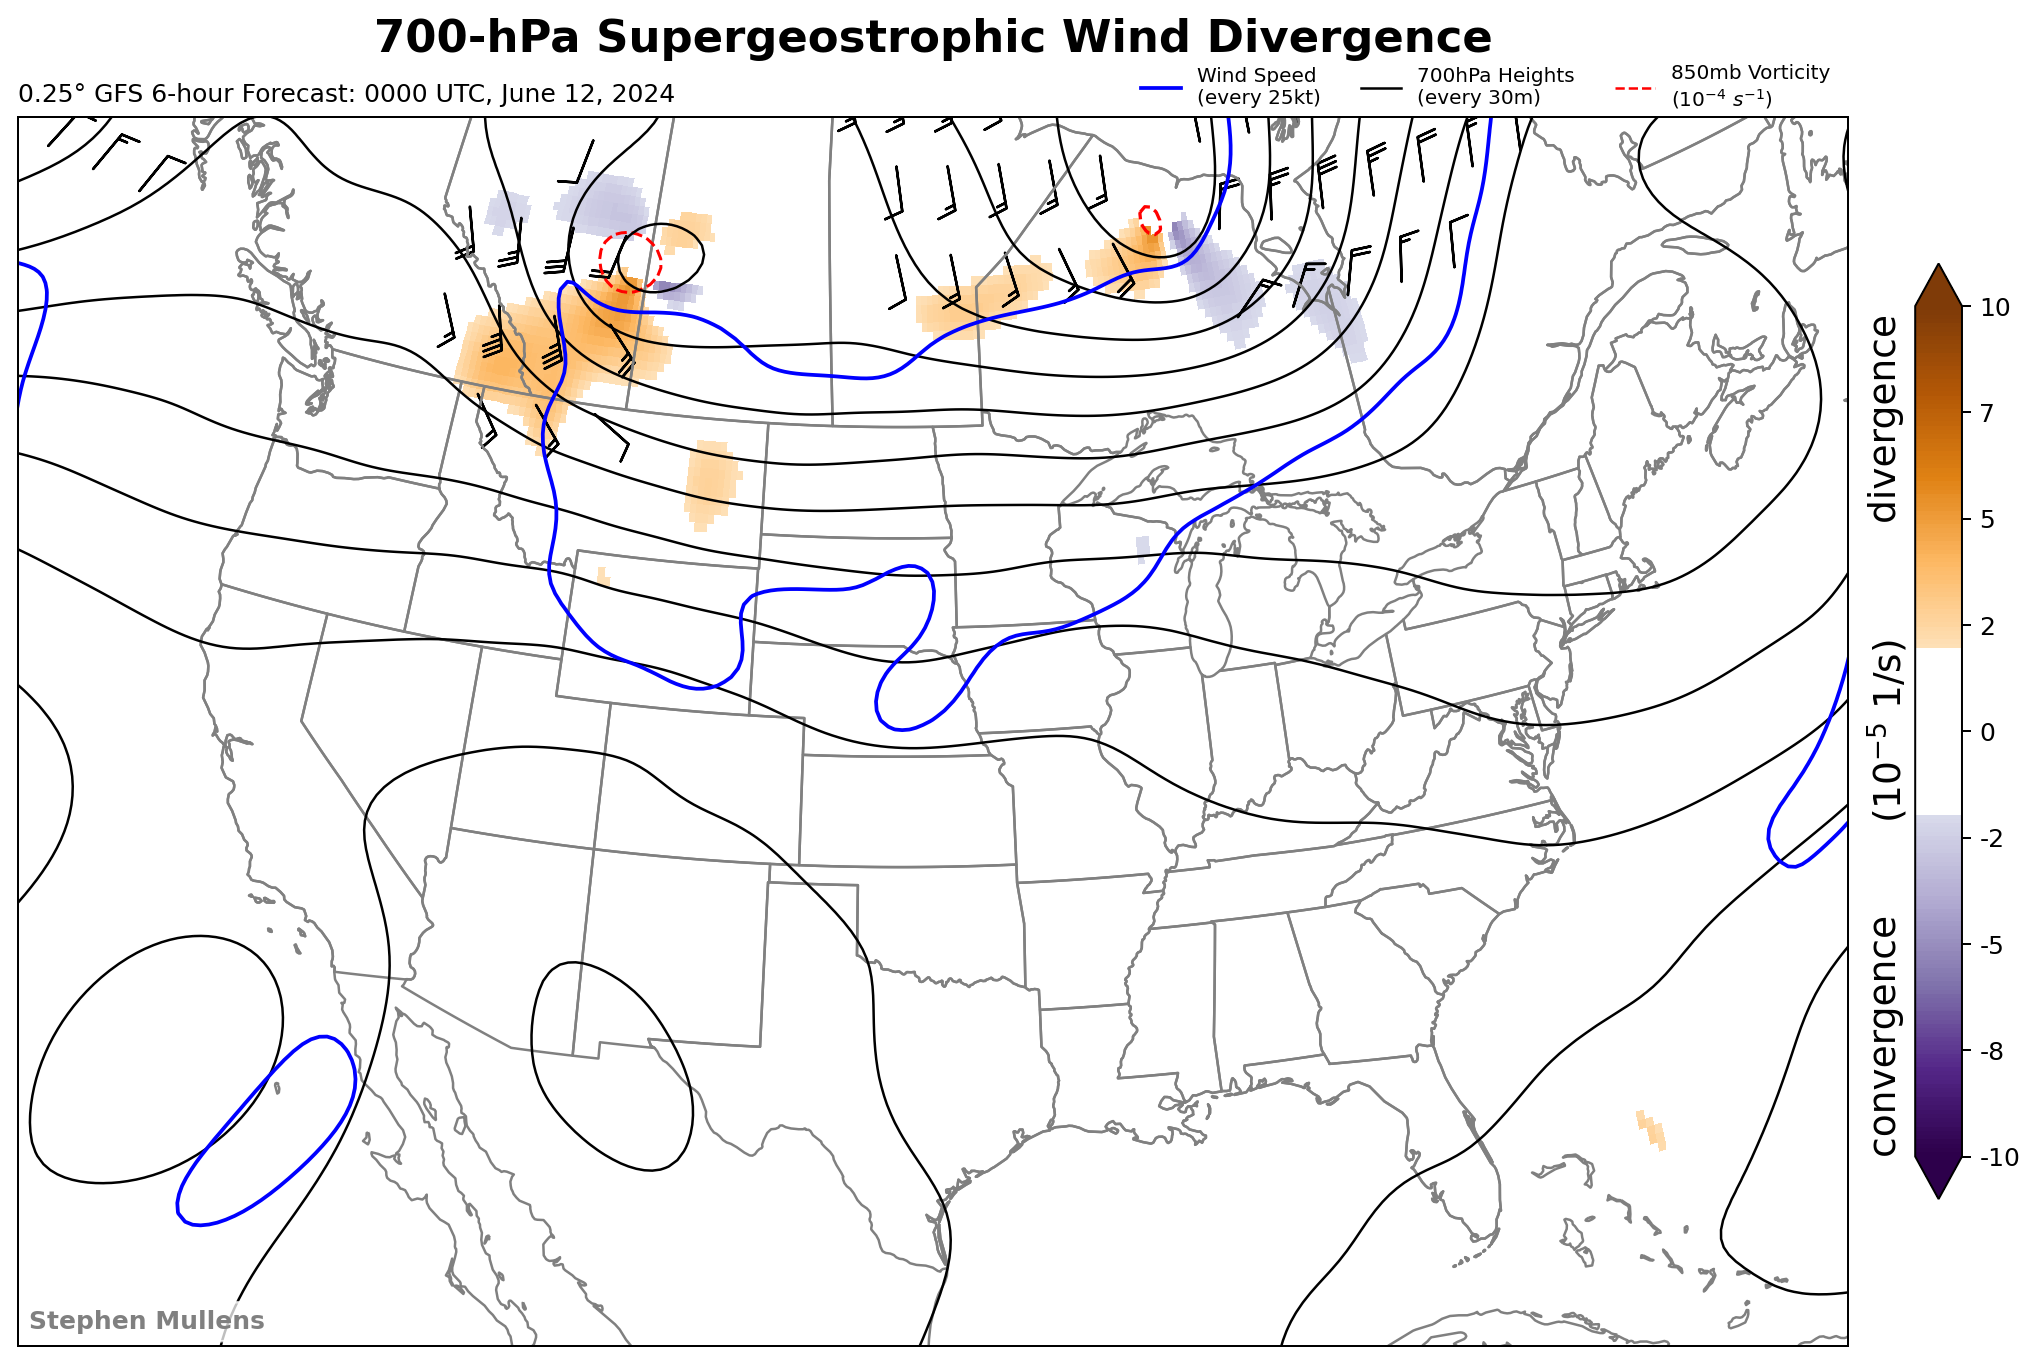 700-hPa Supergeostrophic Wind Divergence
0.25° GFS 6-hour Forecast: 0000 UTC, June 12, 2024
Wind Speed
(every 25kt)
700hPa Heights
(every 30m)
850mb Vorticity
(10⁻⁴ s⁻¹)
10
7
5
2
0
-2
-5
-8
-10
convergence (10⁻⁵ 1/s) divergence
Stephen Mullens